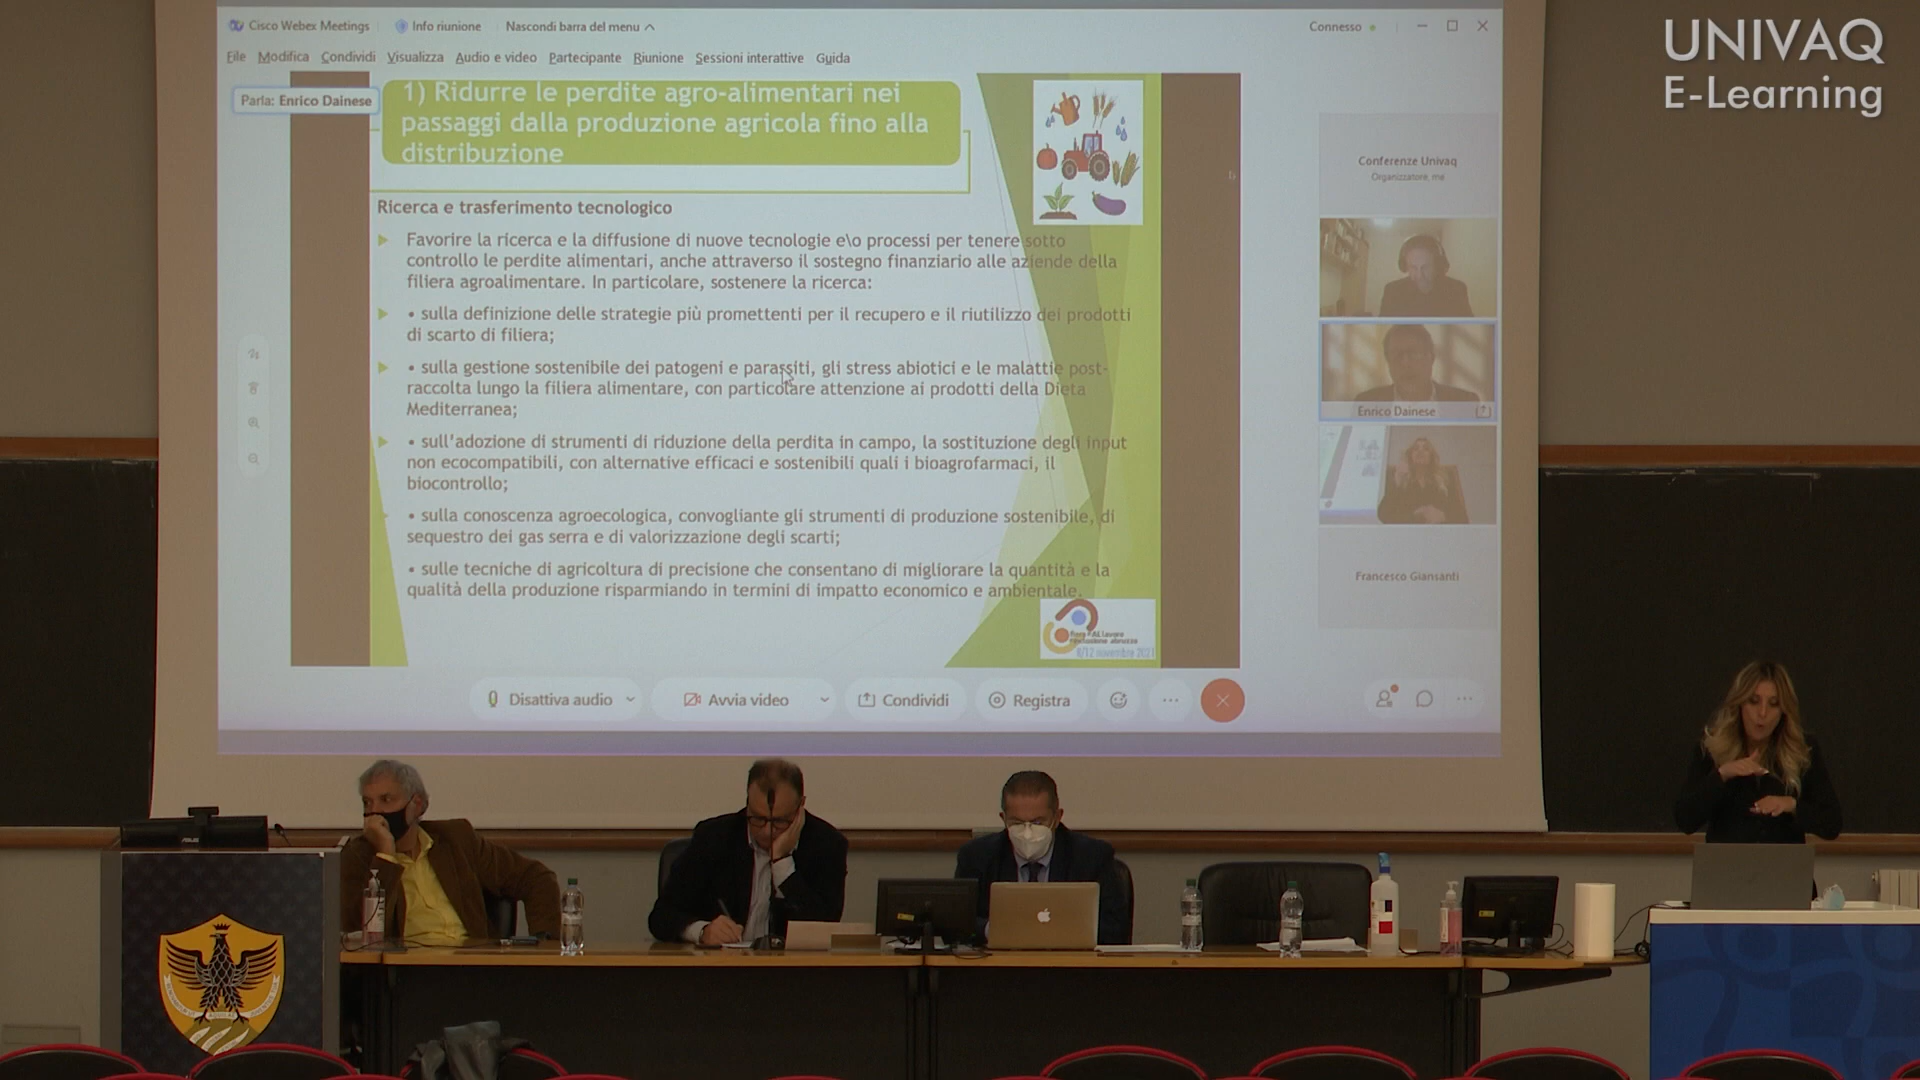 UNIVAQ
E-Learning
Cisco Webex Meetings
Info riunione
Nascondi barra del menu
Connesso
File Modifica Condividi Visualizza Audio e video Partecipante Riunione Sessioni interattive Guida
Parla: Enrico Dainese
1) Ridurre le perdite agro-alimentari nei
passaggi dalla produzione agricola fino alla
distribuzione
Ricerca e trasferimento tecnologico
Favorire la ricerca e la diffusione di nuove tecnologie e\o processi per tenere sotto
controllo le perdite alimentari, anche attraverso il sostegno finanziario alle aziende della
filiera agroalimentare. In particolare, sostenere la ricerca:
• sulla definizione delle strategie più promettenti per il recupero e il riutilizzo dei prodotti
di scarto di filiera;
• sulla gestione sostenibile dei patogeni e parassiti, gli stress abiotici e le malattie post-
raccolta lungo la filiera alimentare, con particolare attenzione ai prodotti della Dieta
Mediterranea;
• sull'adozione di strumenti di riduzione della perdita in campo, la sostituzione degli input
non ecocompatibili, con alternative efficaci e sostenibili quali i bioagrofarmaci, il
biocontrollo;
• sulla conoscenza agroecologica, convogliante gli strumenti di produzione sostenibile, di
sequestro dei gas serra e di valorizzazione degli scarti;
• sulle tecniche di agricoltura di precisione che consentano di migliorare la quantità e la
qualità della produzione risparmiando in termini di impatto economico e ambientale.
8/12 novembre 2021
Conferenze Univaq
Organizzatore, me
Enrico Dainese
Francesco Giansanti
Disattiva audio
Avvia video
Condividi
Registra